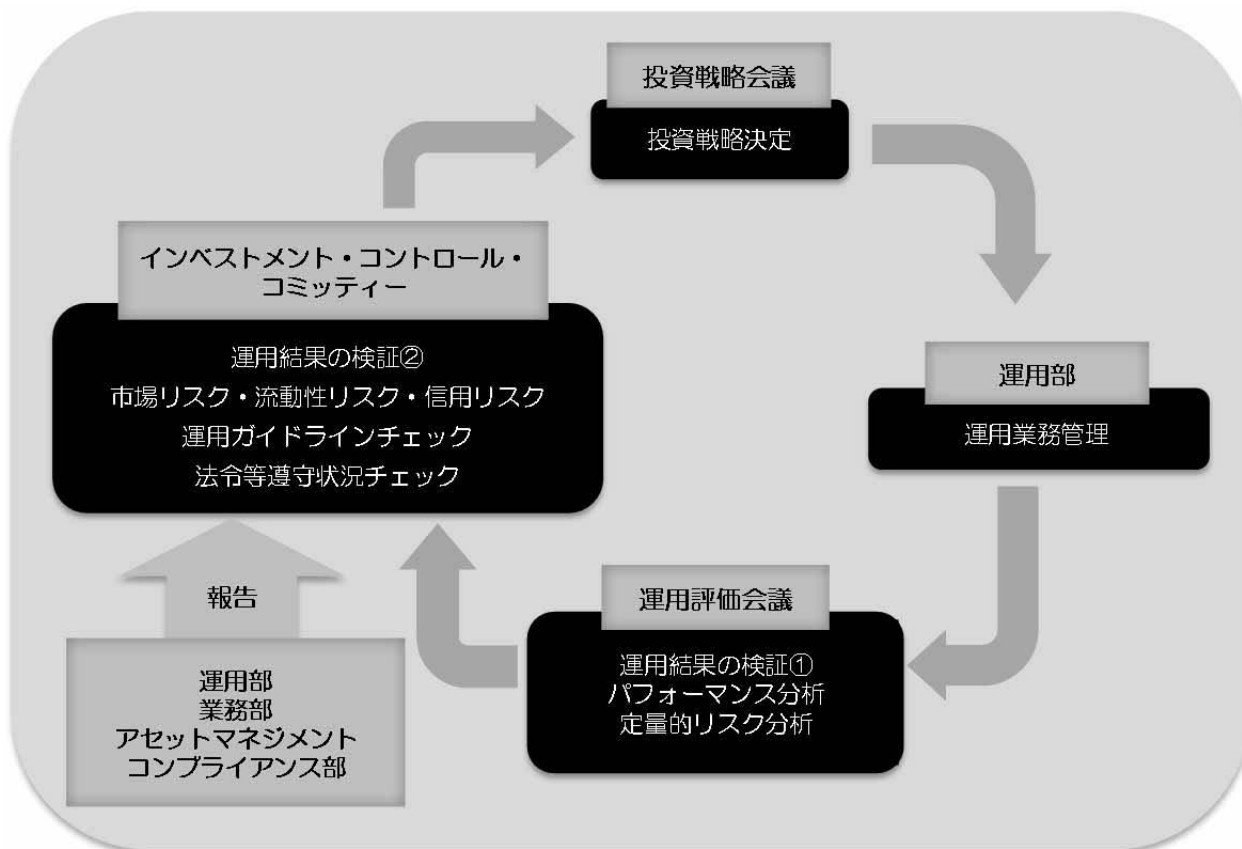 投資戦略会議
投資戦略決定
インベストメント・コントロール・
コミッティー
運用結果の検証②
市場リスク・流動性リスク・信用リスク
運用ガイドラインチェック
法令等遵守状況チェック
運用部
運用業務管理
運用評価会議
運用結果の検証①
パフォーマンス分析
定量的リスク分析
報告
運用部
業務部
アセットマネジメント
コンプライアンス部